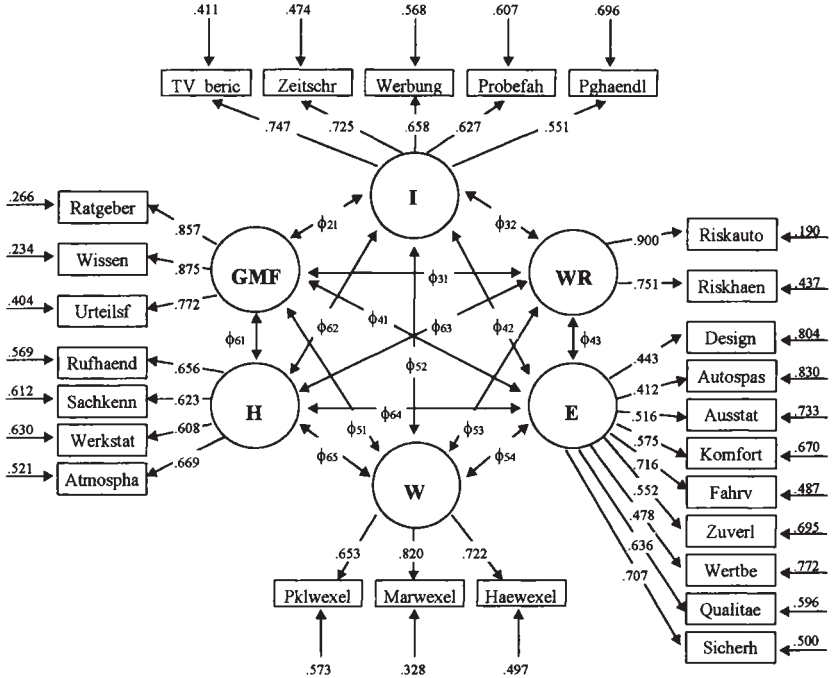 .411 .474 .568 .607 .696
TV beric Zeitschr Werbung Probefah Pghaendl
.747 .725 .658 .627 .551
I
.266 Ratgeber .857
ϕ21 ϕ32
.234 Wissen .875
GMF
WR
.900 Riskauto .190
.404 Urteilsf .772
.751 Riskhaen .437
ϕ31
ϕ61 ϕ62 ϕ41 ϕ63 ϕ42 ϕ43
.569 Rufhaend .656
.443 Design .804
ϕ52
.612 Sachkenn .623
.412 Autospas .830
H
E
ϕ64
.630 Werkstat .608
.516 Ausstat .733
ϕ51 ϕ53
.521 Atmospha .669
.575 Komfort .670
ϕ65 ϕ54
W
.716 Fahrv .487
.552 Zuverl .695
.478 Wertbe .772
.636 Qualitae .596
.707 Sicherh .500
.653 .820 .722
Pklwexel Marwexel Haewexel
.573 .328 .497